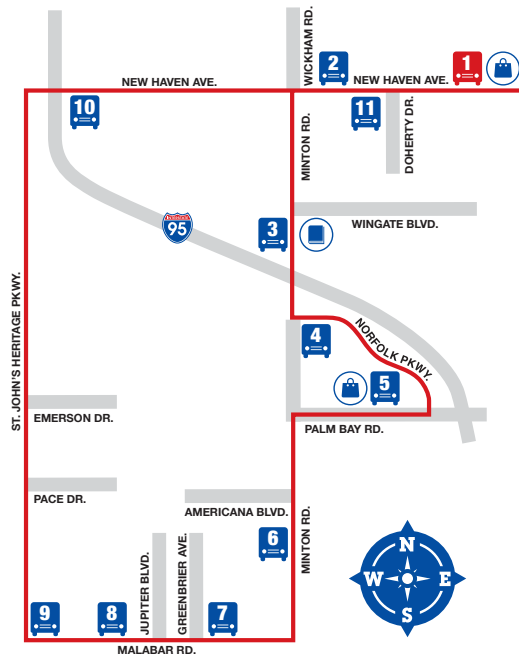 WICKHAM RD.
2
1
NEW HAVEN AVE.
NEW HAVEN AVE.
10
11
MINTON RD.
DOHERTY DR.
WINGATE BLVD.
3
INTERSTATE
95
NORFOLK PKWY.
4
5
ST. JOHN'S HERITAGE PKWY.
EMERSON DR.
PALM BAY RD.
PACE DR.
AMERICANA BLVD.
MINTON RD.
6
JUPITER BLVD.
GREENBRIER AVE.
9
8
7
MALABAR RD.
N
W
E
S